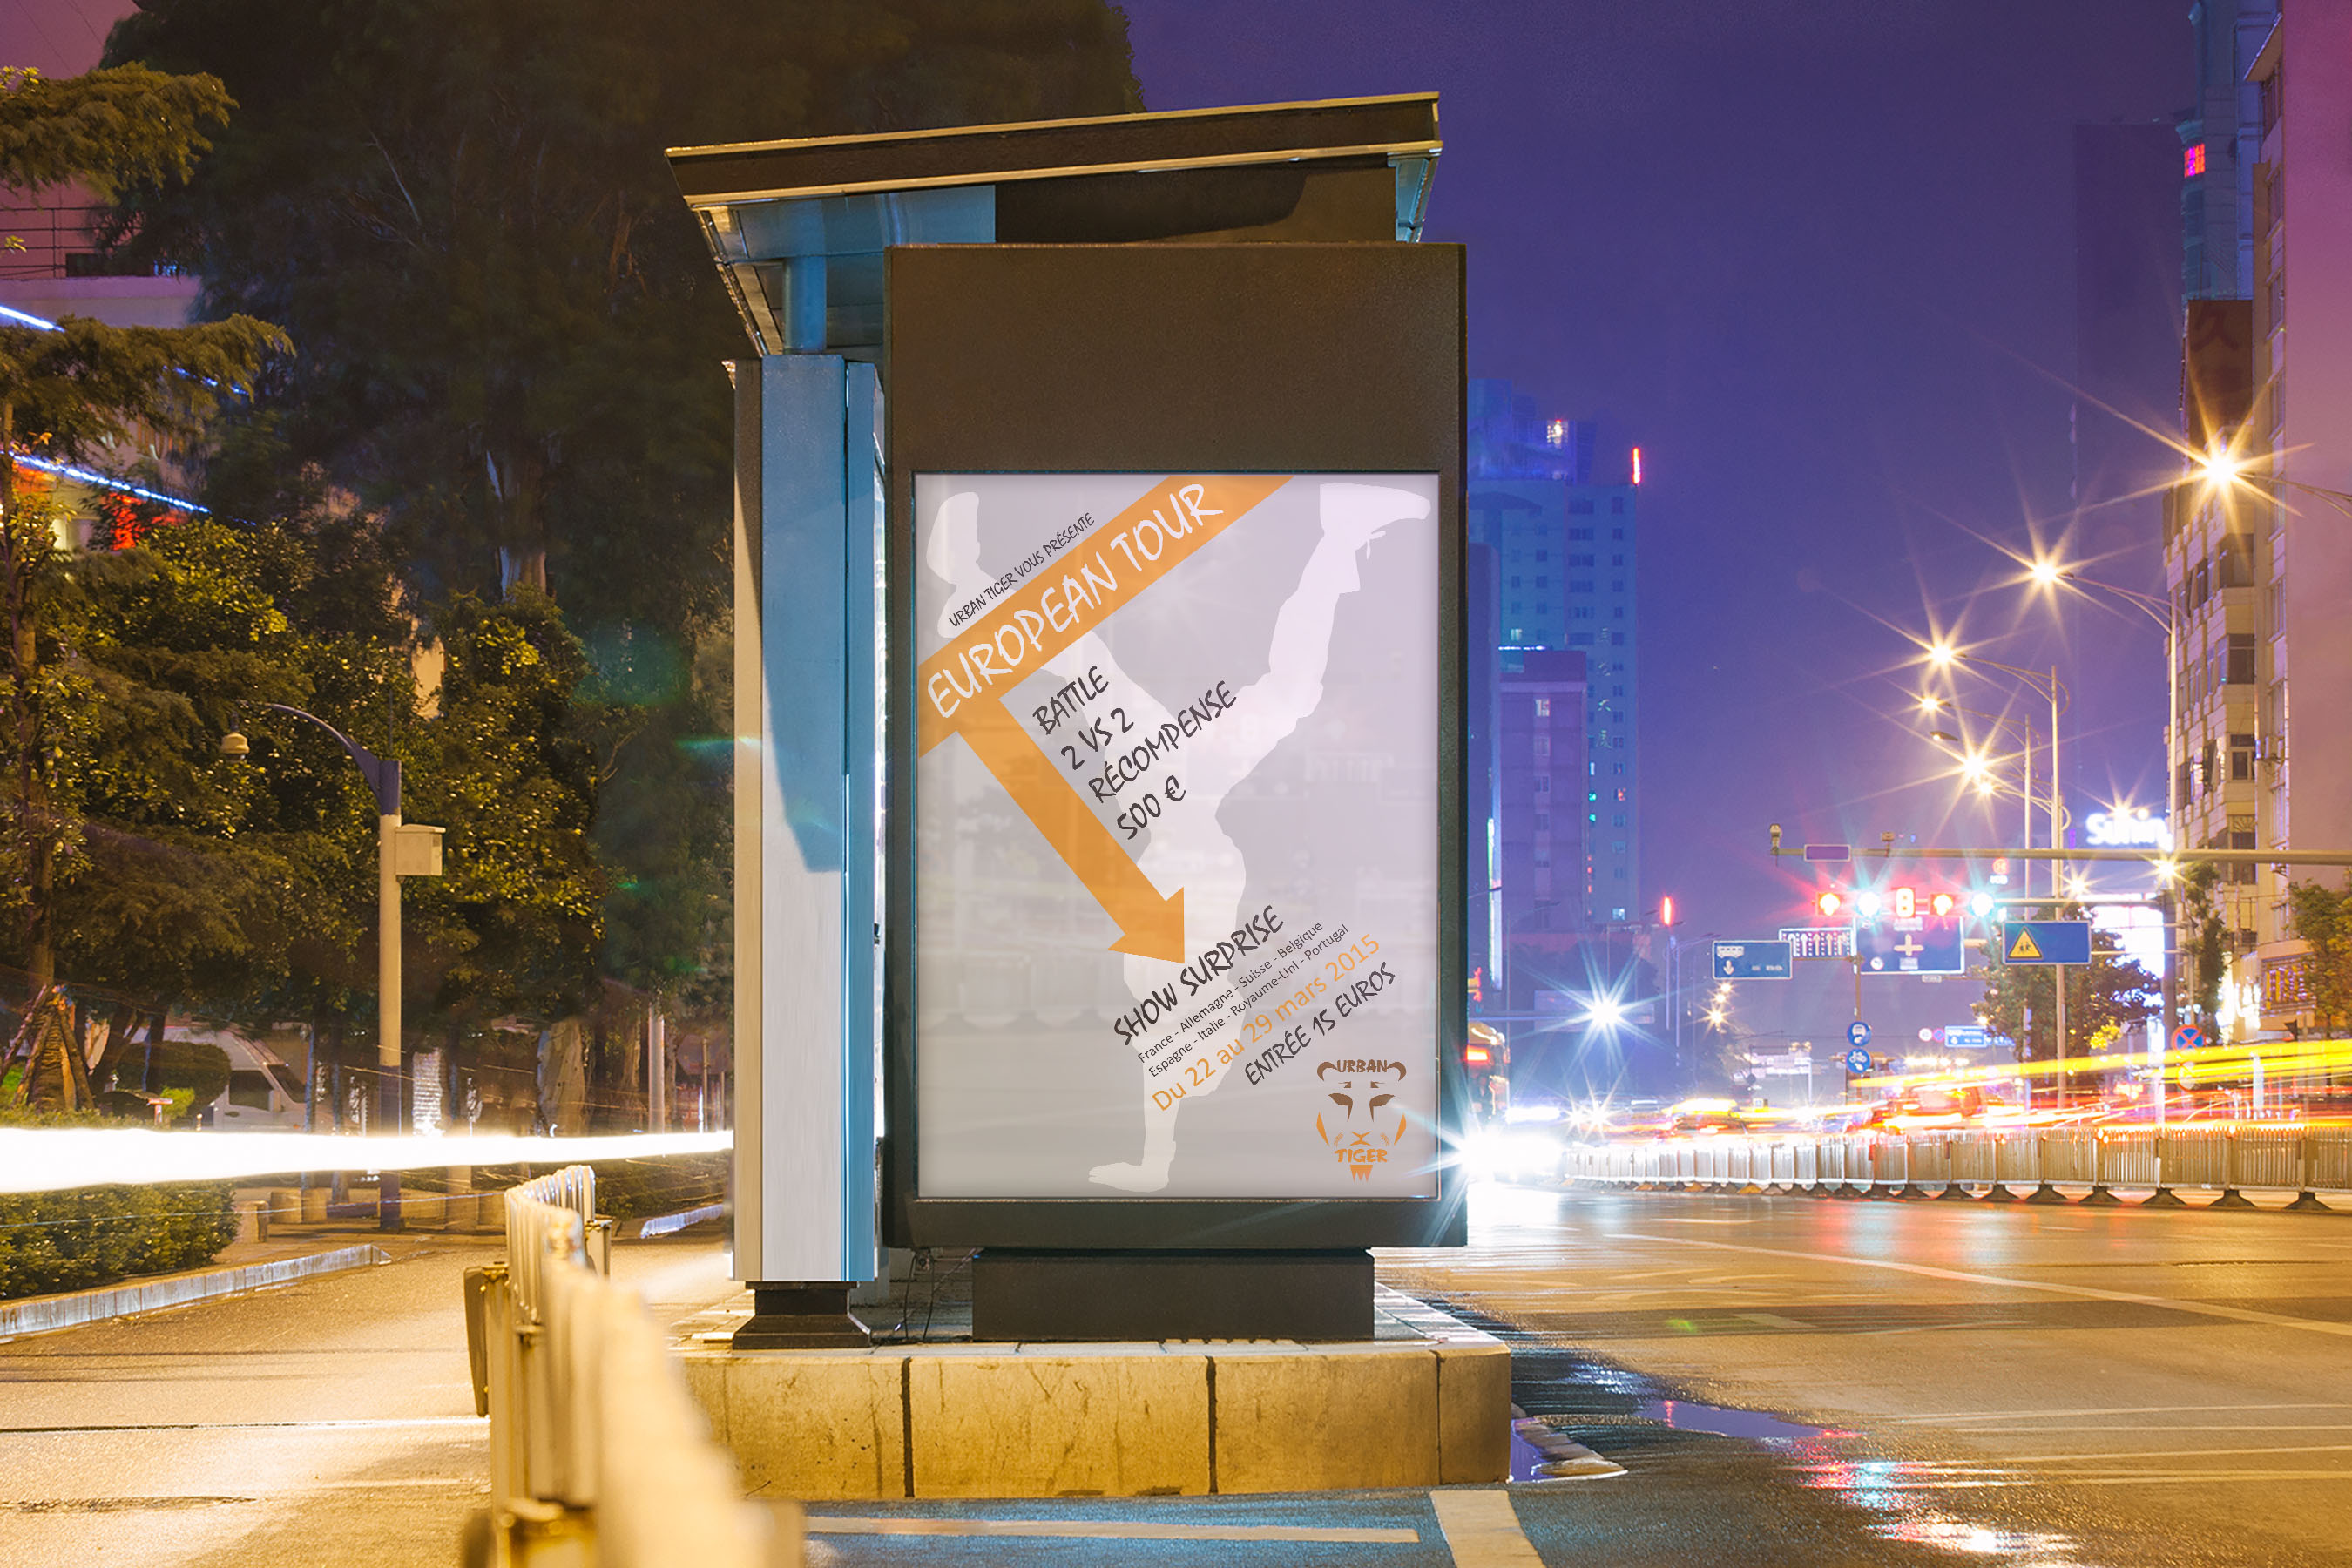 URBAN TIGER VOUS PRÉSENTE
EUROPEAN TOUR
BATTLE
2 VS 2
RÉCOMPENSE
500 €
SHOW SURPRISE
France - Allemagne - Suisse - Belgique
Espagne - Italie - Royaume-Uni - Portugal
Du 22 au 29 mars 2015
ENTRÉE 15 EUROS
URBAN
TIGER